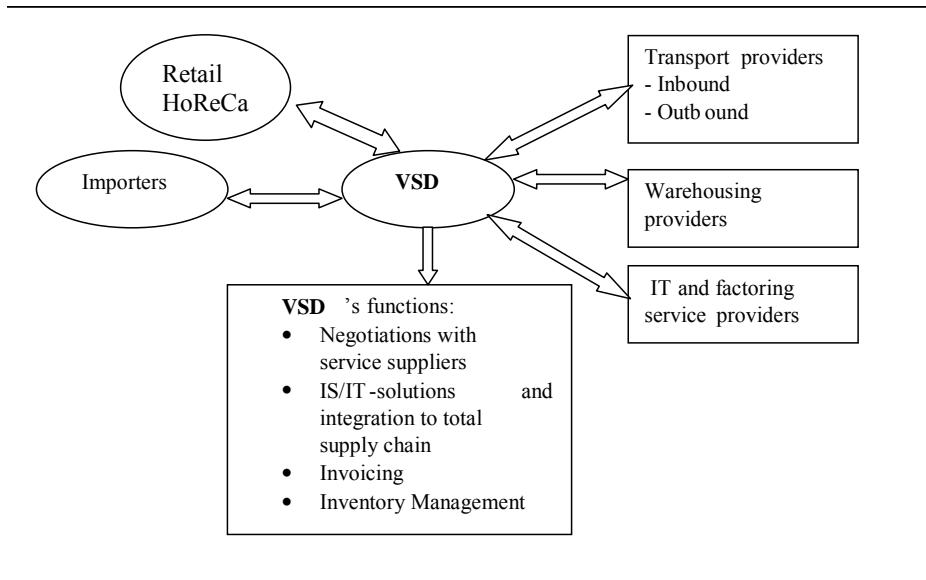 Retail
HoReCa
Transport providers
- Inbound
- Outb ound
Importers
VSD
Warehousing
providers
IT and factoring
service providers
VSD ’s functions:
• Negotiations with
service suppliers
• IS/IT -solutions and
integration to total
supply chain
• Invoicing
• Inventory Management